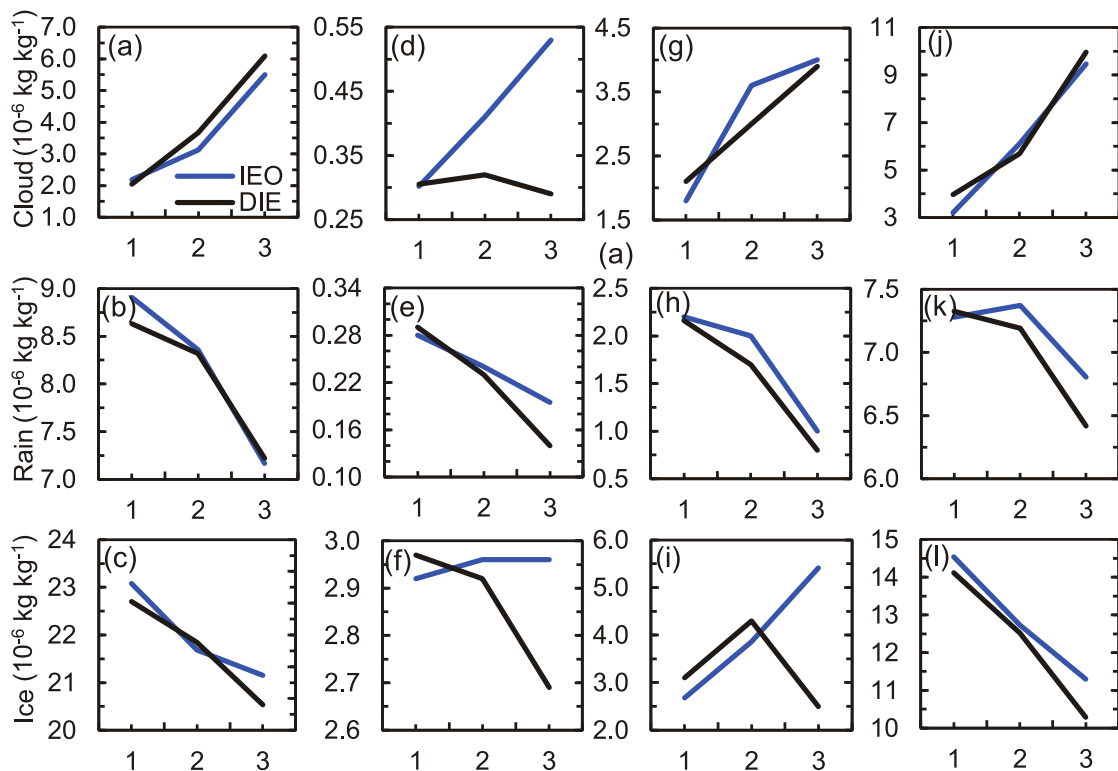 Cloud (10⁻⁶ kg kg⁻¹)
7.0
6.0
5.0
4.0
3.0
2.0
1.0
(a)
IEO
DIE
1 2 3
0.55
0.45
0.35
0.25
(d)
1 2 3
4.5
3.5
2.5
1.5
(g)
1 2 3
11
9
7
5
3
(j)
1 2 3
(a)
Rain (10⁻⁶ kg kg⁻¹)
9.0
8.5
8.0
7.5
7.0
(b)
1 2 3
0.34
0.28
0.22
0.16
0.10
(e)
1 2 3
2.5
2.0
1.5
1.0
0.5
(h)
1 2 3
7.5
7.0
6.5
6.0
(k)
1 2 3
Ice (10⁻⁶ kg kg⁻¹)
24
23
22
21
20
(c)
1 2 3
3.0
2.9
2.8
2.7
2.6
(f)
1 2 3
6.0
5.0
4.0
3.0
2.0
(i)
1 2 3
15
14
13
12
11
10
(l)
1 2 3